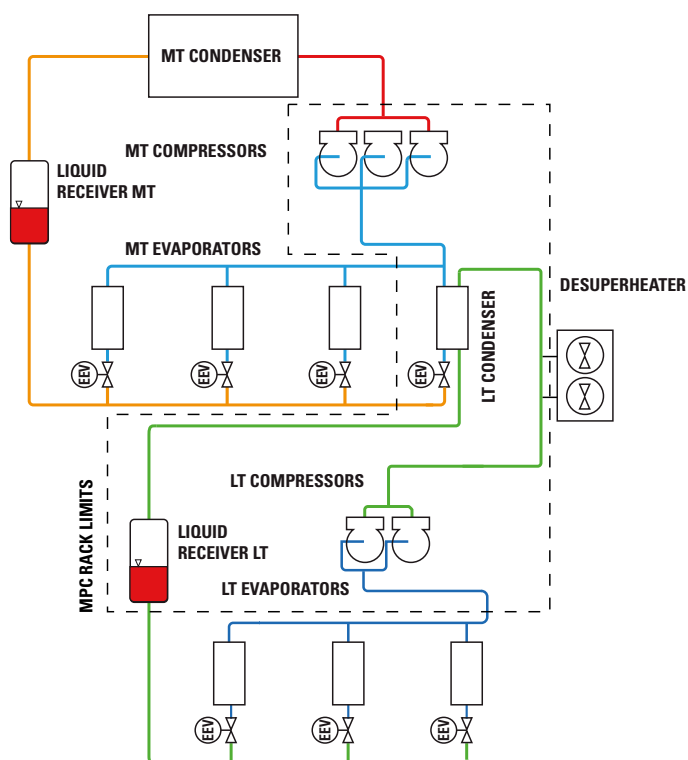 MT CONDENSER
MT COMPRESSORS
LIQUID
RECEIVER MT
MT EVAPORATORS
DESUPERHEATER
LT CONDENSER
EEV
EEV
EEV
EEV
LT COMPRESSORS
MPC RACK LIMITS
LIQUID
RECEIVER LT
LT EVAPORATORS
EEV
EEV
EEV